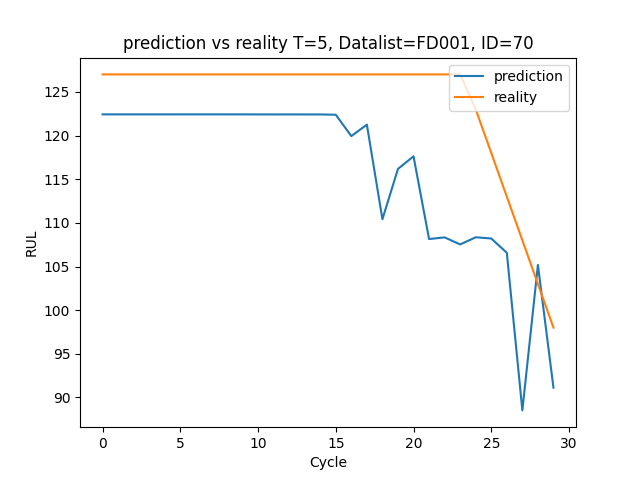 prediction vs reality T=5, Datalist=FD001, ID=70
prediction
reality
125
120
115
110
105
100
95
90
RUL
0 5 10 15 20 25 30
Cycle